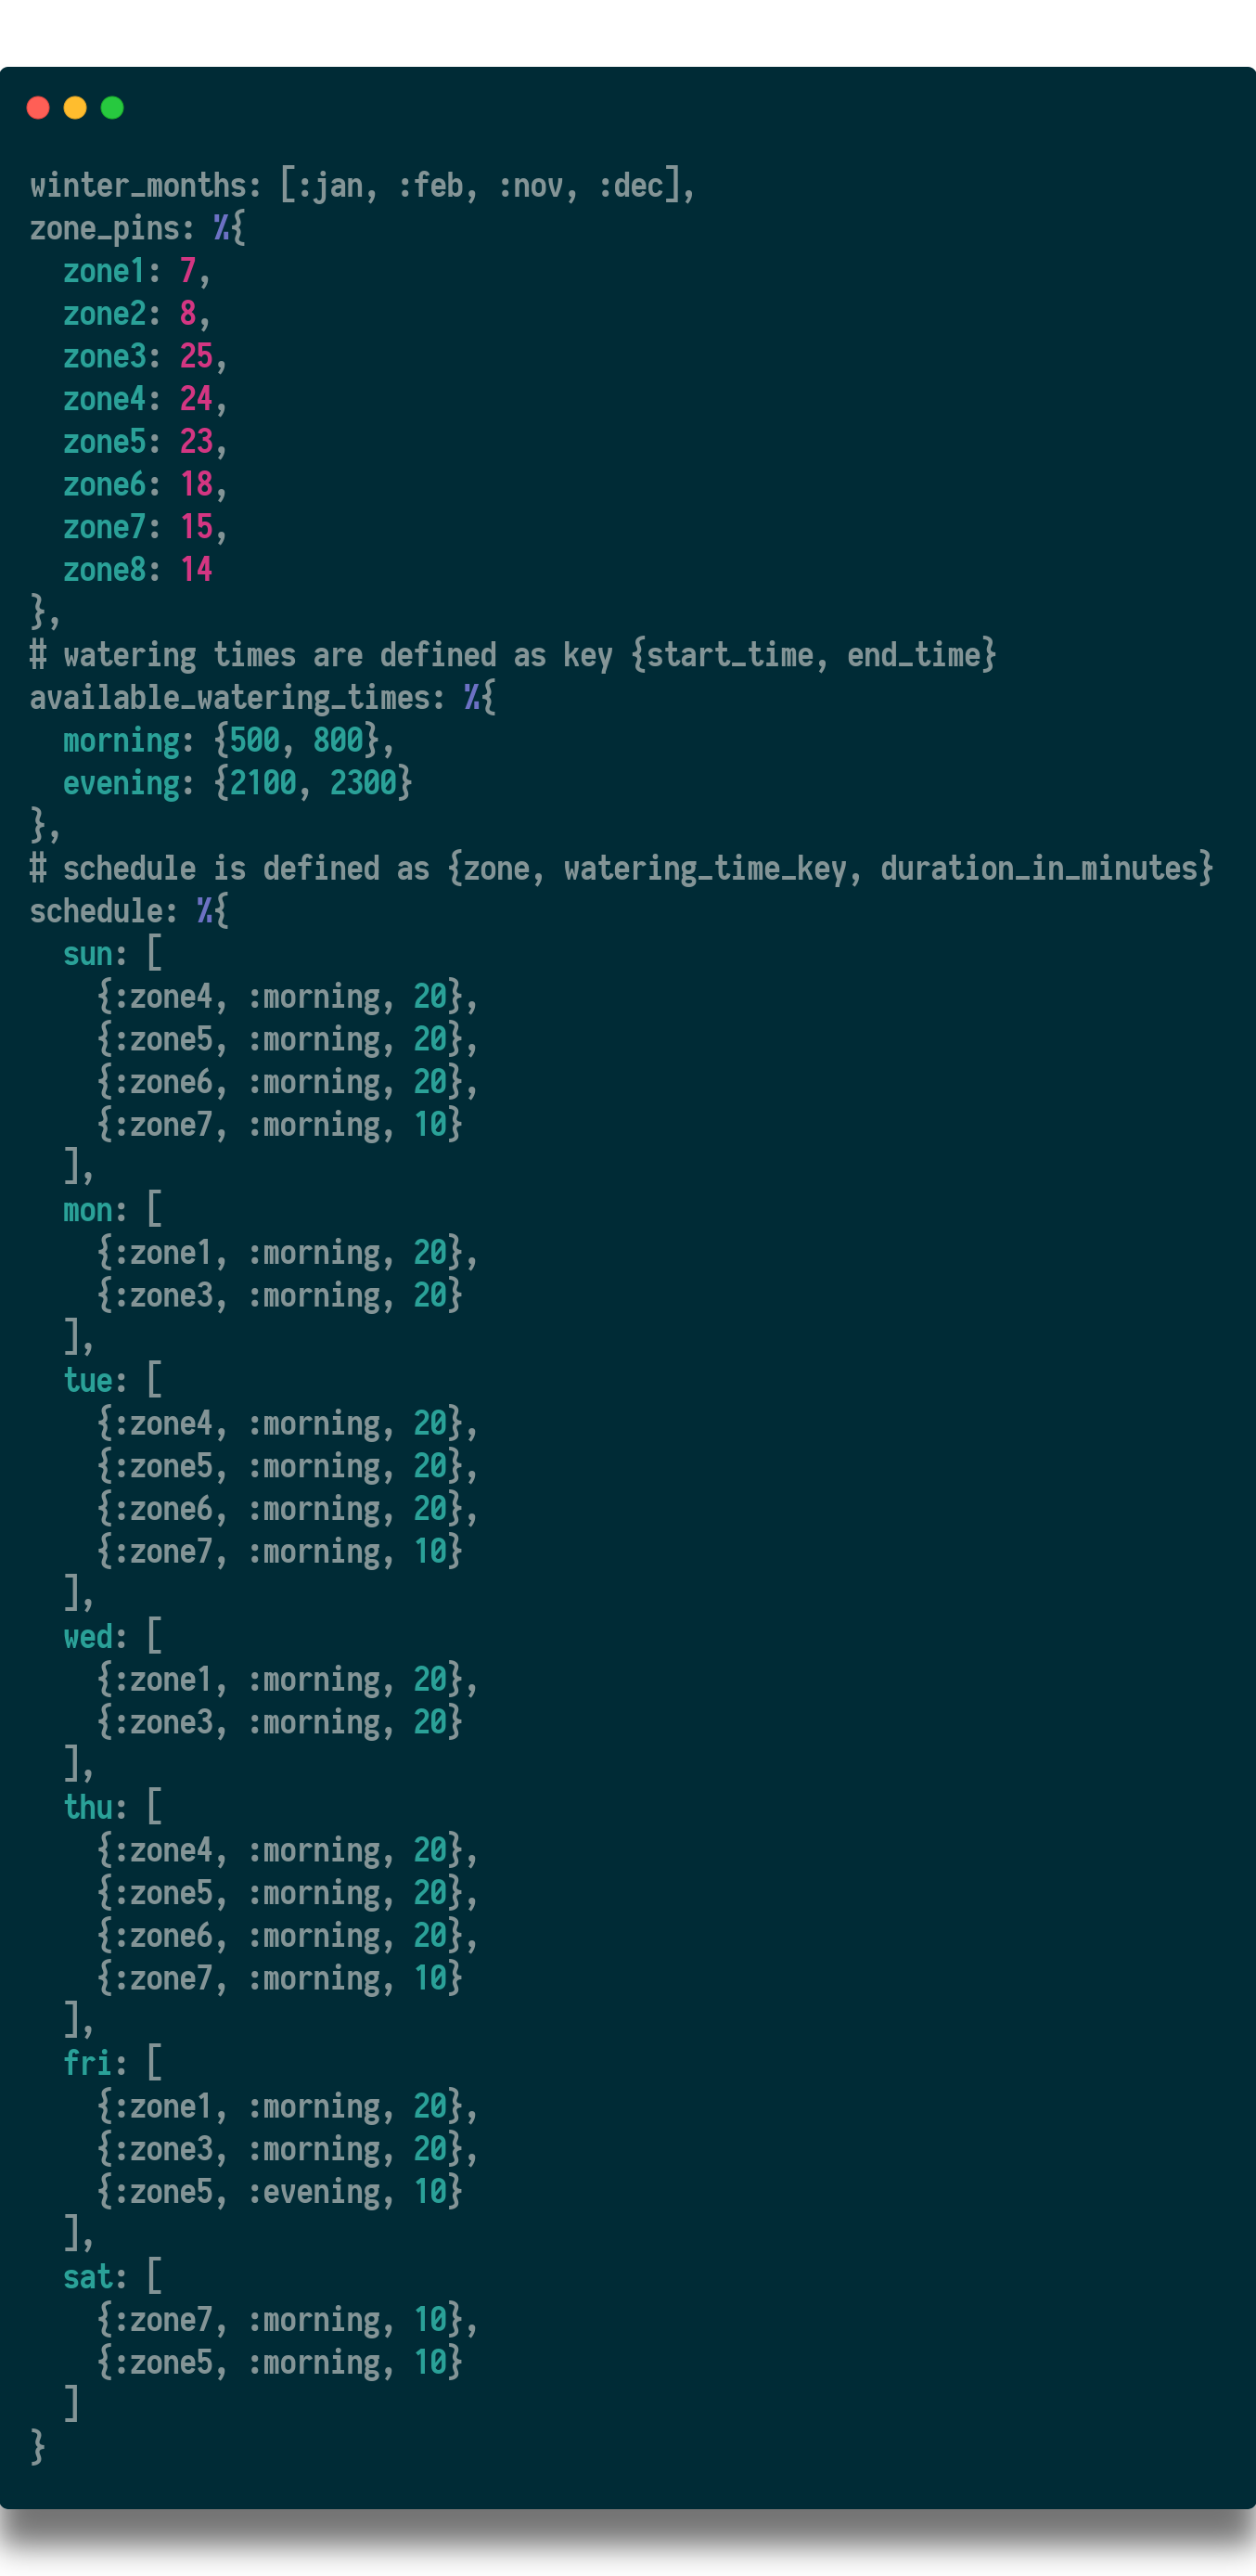 winter_months: [:jan, :feb, :nov, :dec],
zone_pins: %{
  zone1: 7,
  zone2: 8,
  zone3: 25,
  zone4: 24,
  zone5: 23,
  zone6: 18,
  zone7: 15,
  zone8: 14
},
# watering times are defined as key {start_time, end_time}
available_watering_times: %{
  morning: {500, 800},
  evening: {2100, 2300}
},
# schedule is defined as {zone, watering_time_key, duration_in_minutes}
schedule: %{
  sun: [
    {:zone4, :morning, 20},
    {:zone5, :morning, 20},
    {:zone6, :morning, 20},
    {:zone7, :morning, 10}
  ],
  mon: [
    {:zone1, :morning, 20},
    {:zone3, :morning, 20}
  ],
  tue: [
    {:zone4, :morning, 20},
    {:zone5, :morning, 20},
    {:zone6, :morning, 20},
    {:zone7, :morning, 10}
  ],
  wed: [
    {:zone1, :morning, 20},
    {:zone3, :morning, 20}
  ],
  thu: [
    {:zone4, :morning, 20},
    {:zone5, :morning, 20},
    {:zone6, :morning, 20},
    {:zone7, :morning, 10}
  ],
  fri: [
    {:zone1, :morning, 20},
    {:zone3, :morning, 20},
    {:zone5, :evening, 10}
  ],
  sat: [
    {:zone7, :morning, 10},
    {:zone5, :morning, 10}
  ]
}